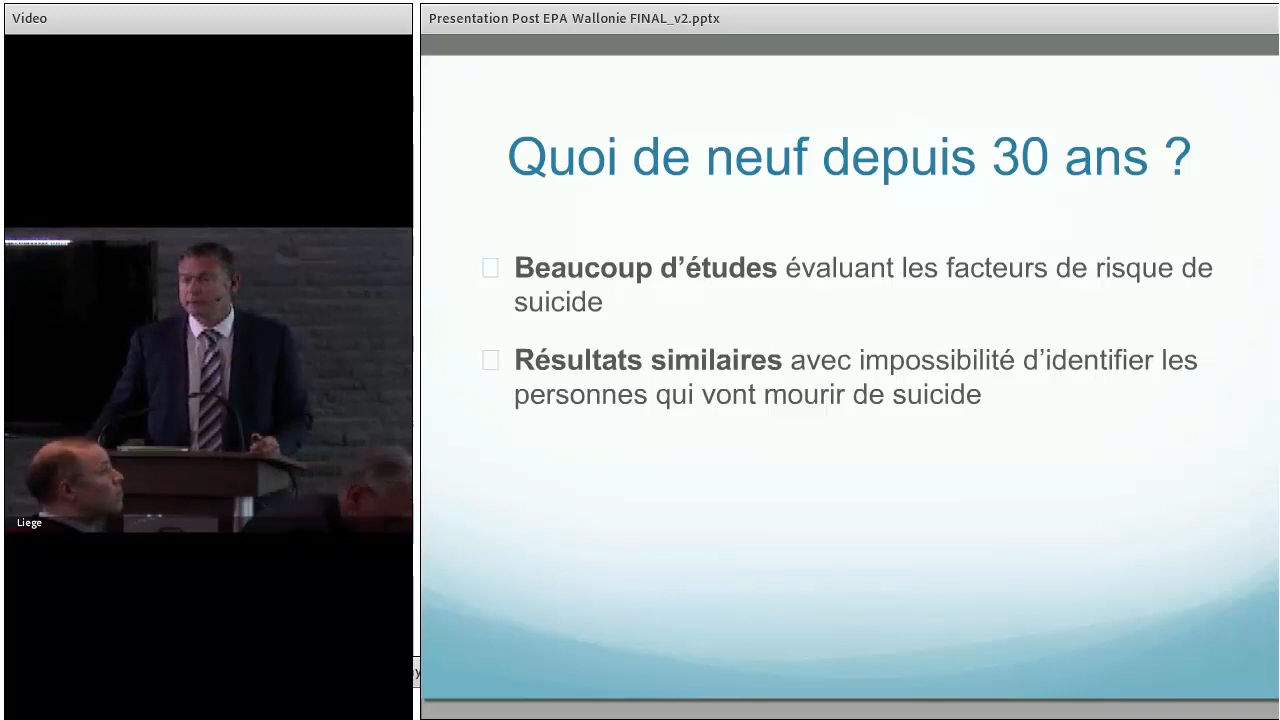 Video
Presentation Post EPA Wallonie FINAL_v2.pptx
Quoi de neuf depuis 30 ans ?
Beaucoup d’études évaluant les facteurs de risque de
suicide
Résultats similaires avec impossibilité d’identifier les
personnes qui vont mourir de suicide
Liege